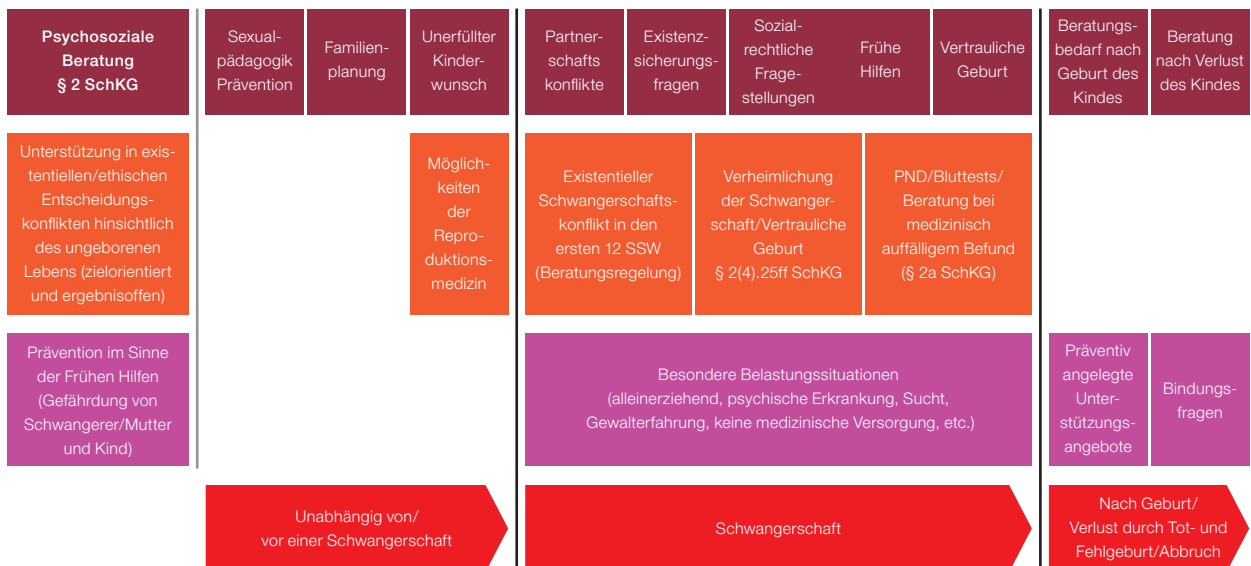 Psychosoziale
Beratung
§ 2 SchKG
Sexual-
pädagogik
Prävention
Familien-
planung
Unerfüllter
Kinder-
wunsch
Partner-
schafts
konflikte
Existenz-
sicherungs-
fragen
Sozial-
rechtliche
Frage-
stellungen
Frühe
Hilfen
Vertrauliche
Geburt
Beratungs-
bedarf nach
Geburt des
Kindes
Beratung
nach Verlust
des Kindes
Unterstützung in exis-
tentiellen/ethischen
Entscheidungs-
konflikten hinsichtlich
des ungeborenen
Lebens (zielorientiert
und ergebnisoffen)
Möglich-
keiten
der
Repro-
duktions-
medizin
Existentieller
Schwangerschafts-
konflikt in den
ersten 12 SSW
(Beratungsregelung)
Verheimlichung
der Schwanger-
schaft/Vertrauliche
Geburt
§ 2(4).25ff SchKG
PND/Bluttests/
Beratung bei
medizinisch
auffälligem Befund
(§ 2a SchKG)
Prävention im Sinne
der Frühen Hilfen
(Gefährdung von
Schwangerer/Mutter
und Kind)
Besondere Belastungssituationen
(alleinerziehend, psychische Erkrankung, Sucht,
Gewalterfahrung, keine medizinische Versorgung, etc.)
Präventiv
angelegte
Unter-
stützungs-
angebote
Bindungs-
fragen
Unabhängig von/
vor einer Schwangerschaft
Schwangerschaft
Nach Geburt/
Verlust durch Tot- und
Fehlgeburt/Abbruch